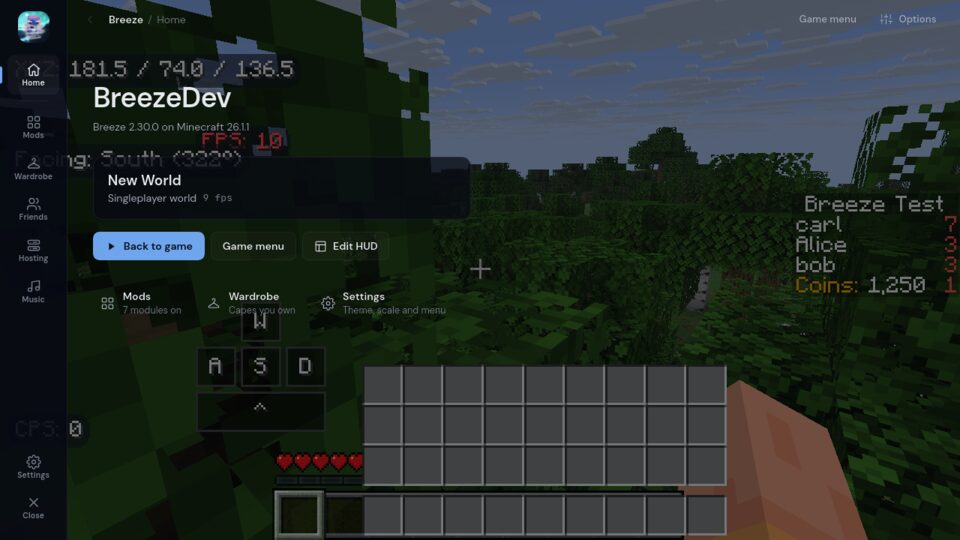 Breeze / Home
Game menu
Options
XYZ: 181.5 / 74.0 / 136.5
Home
BreezeDev
Breeze 2.30.0 on Minecraft 26.1.1
FPS: 10
Mods
Facing: South (322°)
Wardrobe
New World
Singleplayer world 9 fps
Friends
Breeze Test
carl 7
Alice 3
bob 3
Coins: 1,250 1
Back to game
Game menu
Edit HUD
Hosting
Music
Mods
7 modules on
Wardrobe
Capes you own
Settings
Theme, scale and menu
W
A S D
^
CPS: 0
Settings
Close